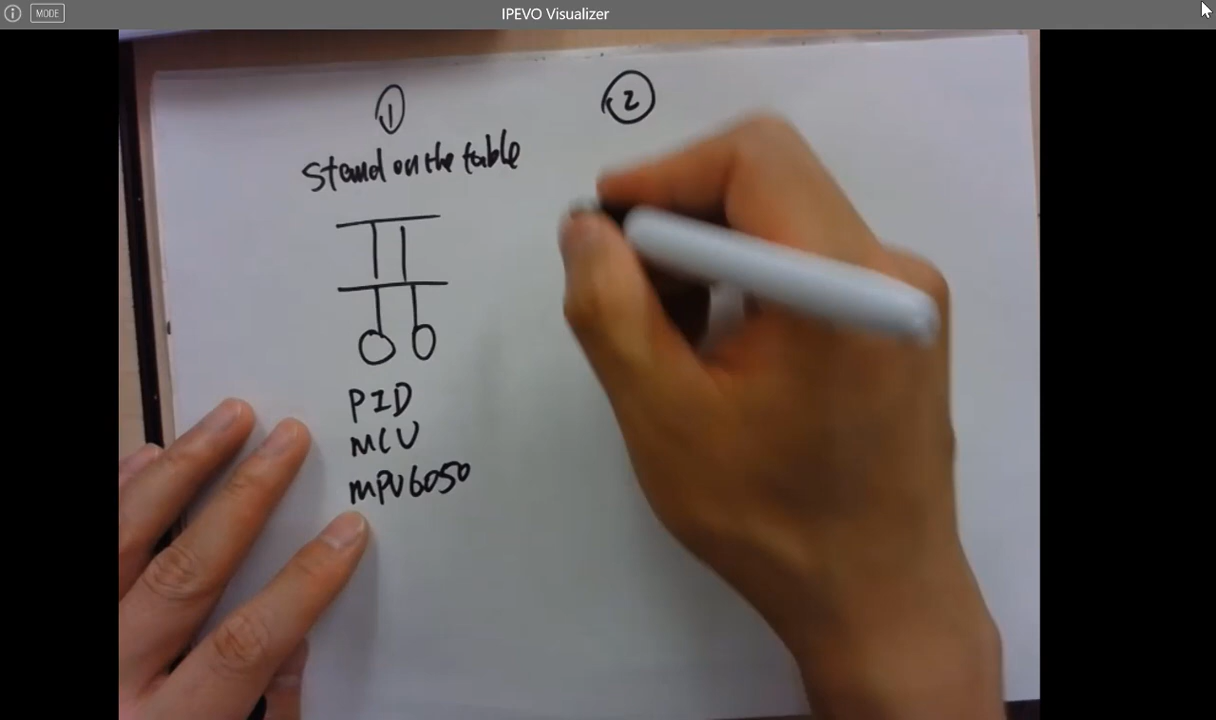 MODE
IPEVO Visualizer
1
2
Stand on the table
PID
MCU
MPU6050